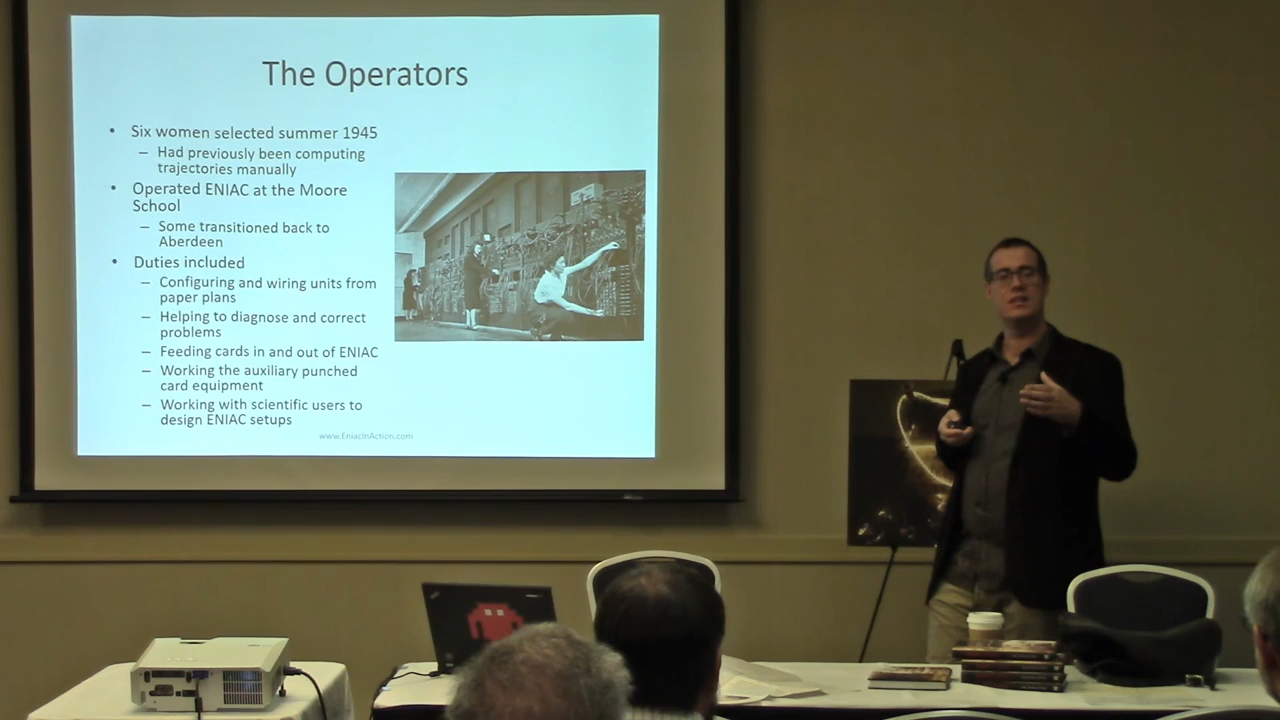 The Operators
• Six women selected summer 1945
– Had previously been computing
trajectories manually
• Operated ENIAC at the Moore
School
– Some transitioned back to
Aberdeen
• Duties included
– Configuring and wiring units from
paper plans
– Helping to diagnose and correct
problems
– Feeding cards in and out of ENIAC
– Working the auxiliary punched
card equipment
– Working with scientific users to
design ENIAC setups
www.EniacInAction.com